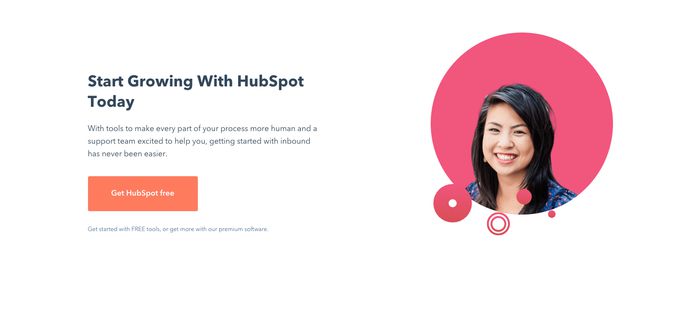 Start Growing With HubSpot
Today
With tools to make every part of your process more human and a
support team excited to help you, getting started with inbound
has never been easier.
Get HubSpot free
Get started with FREE tools, or get more with our premium software.